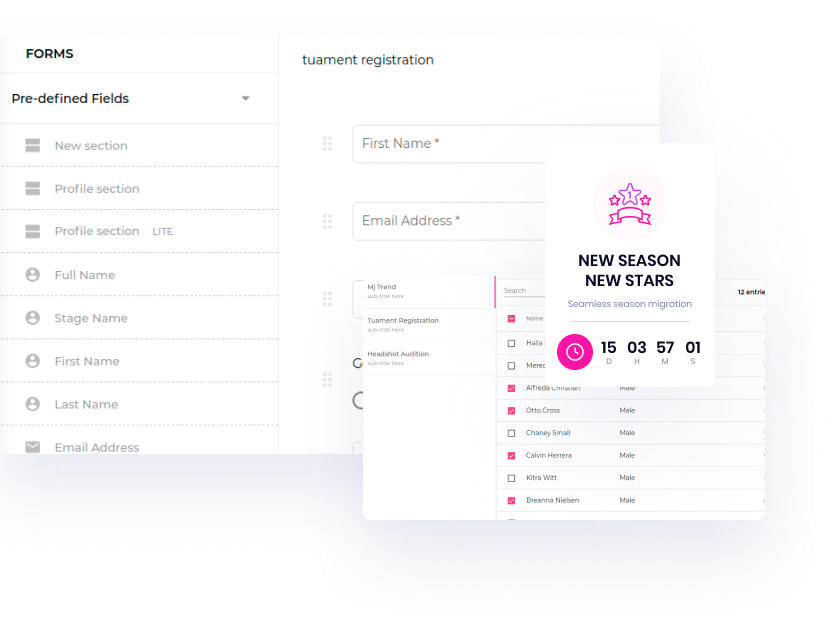 FORMS
Pre-defined Fields
New section
Profile section
Profile section LITE
Full Name
Stage Name
First Name
Last Name
Email Address
tuament registration
First Name *
Email Address *
Mj Trend
sub-title here
Tuament Registration
sub-title here
Headshot Audition
sub-title here
Search
12 entrie
Name
Alfreda Christian Male
Otto Cross Male
Chaney Small Male
Calvin Herrera Male
Kitra Witt Male
Breanna Nielsen Male
1
NEW SEASON
NEW STARS
Seamless season migration
15 03 57 01
D H M S